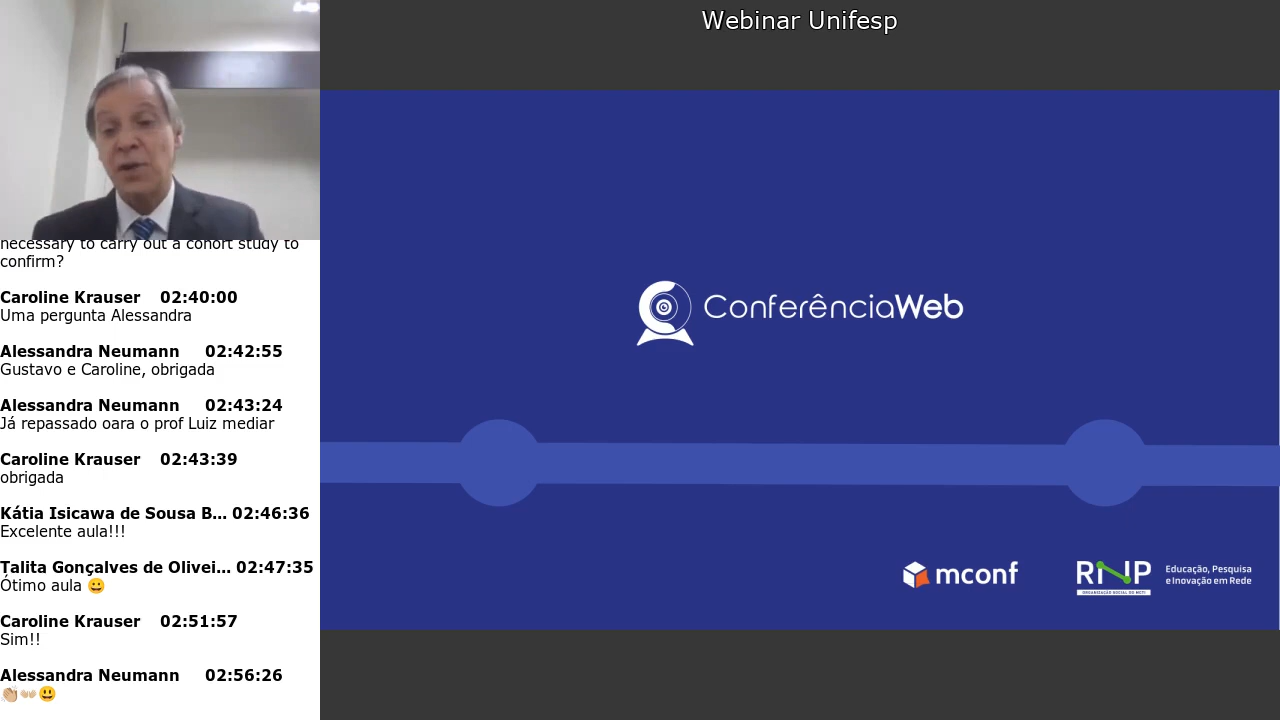 Webinar Unifesp
necessary to carry out a cohort study to
confirm?
Caroline Krauser 02:40:00
Uma pergunta Alessandra
Alessandra Neumann 02:42:55
Gustavo e Caroline, obrigada
Alessandra Neumann 02:43:24
Já repassado oara o prof Luiz mediar
Caroline Krauser 02:43:39
obrigada
Kátia Isicawa de Sousa B... 02:46:36
Excelente aula!!!
Talita Gonçalves de Olivei... 02:47:35
Ótimo aula 😀
Caroline Krauser 02:51:57
Sim!!
Alessandra Neumann 02:56:26
👏🏼👐🏼😃
ConferênciaWeb
mconf
RNP
ORGANIZAÇÃO SOCIAL DO MCTI
Educação, Pesquisa
e Inovação em Rede